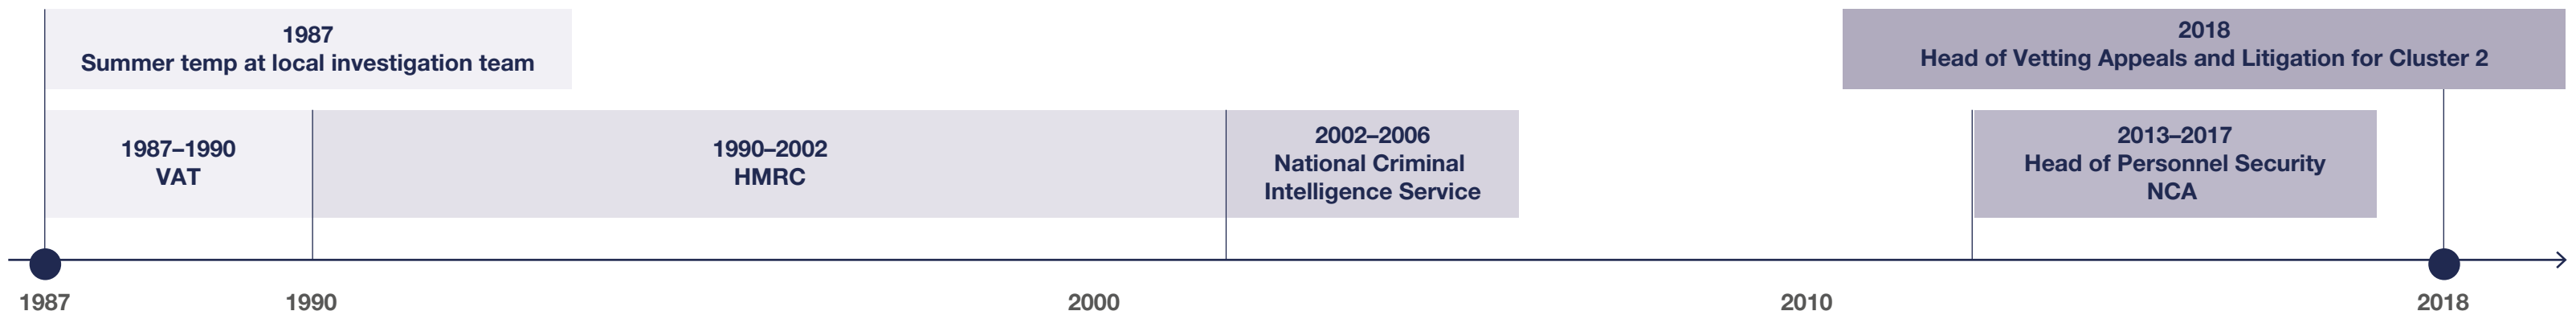 1987
Summer temp at local investigation team
2018
Head of Vetting Appeals and Litigation for Cluster 2
1987–1990
VAT
1990–2002
HMRC
2002–2006
National Criminal
Intelligence Service
2013–2017
Head of Personnel Security
NCA
1987
1990
2000
2010
2018